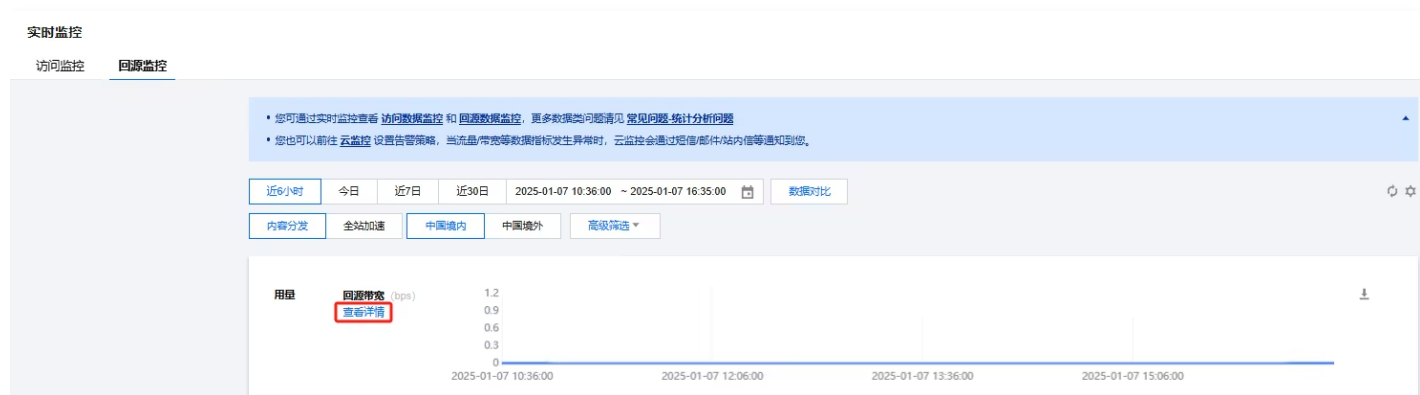 实时监控
访问监控 回源监控
• 您可通过实时监控查看 访问数据监控 和 回源数据监控，更多数据类问题请见 常见问题-统计分析问题
• 您也可以前往 云监控 设置告警策略，当流量/带宽等数据指标发生异常时，云监控会通过短信/邮件/站内信等通知到您。
近6小时 今日 近7日 近30日 2025-01-07 10:36:00 ~ 2025-01-07 16:35:00 数据对比
内容分发 全站加速 中国境内 中国境外 高级筛选
用量 回源带宽 (bps)
查看详情
1.2
0.9
0.6
0.3
0
2025-01-07 10:36:00 2025-01-07 12:06:00 2025-01-07 13:36:00 2025-01-07 15:06:00